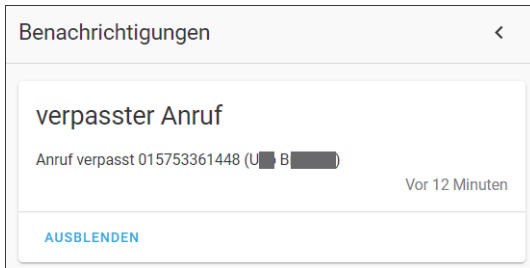 Benachrichtigungen
verpasster Anruf
Anruf verpasst 015753361448 (U B )
Vor 12 Minuten
AUSBLENDEN